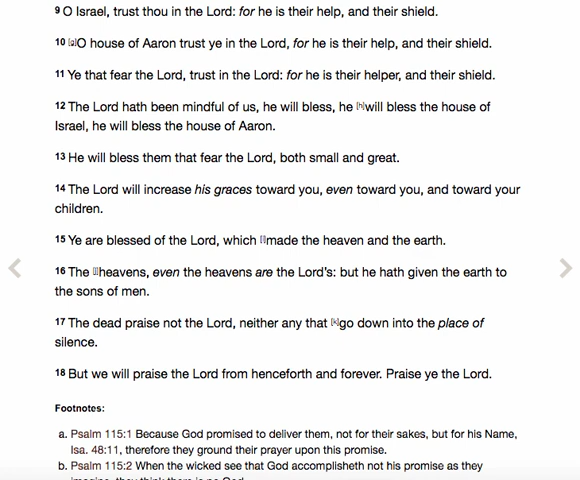 9 O Israel, trust thou in the Lord: for he is their help, and their shield.
10 [g]O house of Aaron trust ye in the Lord, for he is their help, and their shield.
11 Ye that fear the Lord, trust in the Lord: for he is their helper, and their shield.
12 The Lord hath been mindful of us, he will bless, he [h]will bless the house of
Israel, he will bless the house of Aaron.
13 He will bless them that fear the Lord, both small and great.
14 The Lord will increase his graces toward you, even toward you, and toward your
children.
15 Ye are blessed of the Lord, which [i]made the heaven and the earth.
16 The [j]heavens, even the heavens are the Lord's: but he hath given the earth to
the sons of men.
17 The dead praise not the Lord, neither any that [k]go down into the place of
silence.
18 But we will praise the Lord from henceforth and forever. Praise ye the Lord.
Footnotes:
a. Psalm 115:1 Because God promised to deliver them, not for their sakes, but for his Name,
Isa. 48:11, therefore they ground their prayer upon this promise.
b. Psalm 115:2 When the wicked see that God accomplisheth not his promise as they